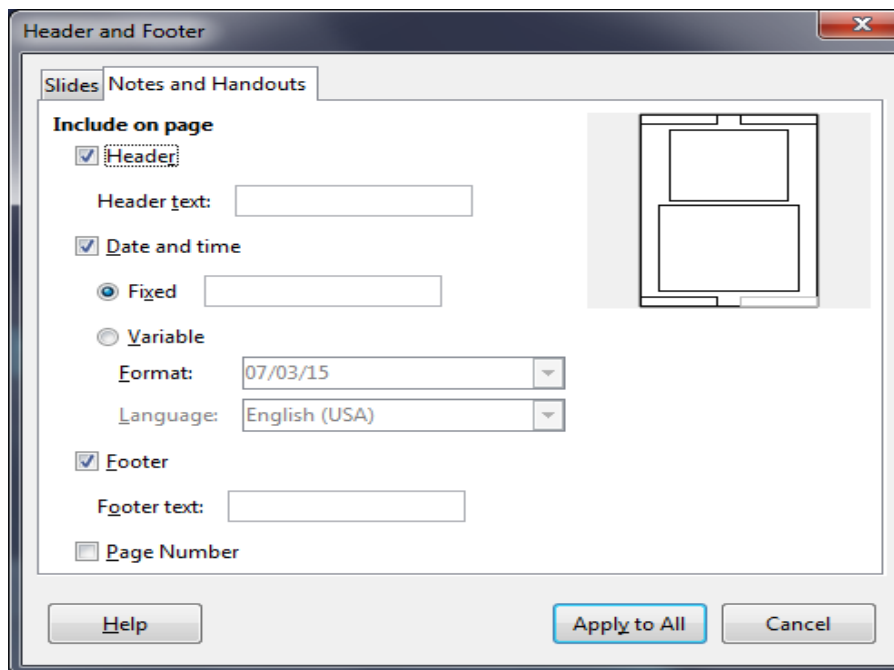 Header and Footer
Slides Notes and Handouts
Include on page
Header
Header text:
Date and time
Fixed
Variable
Format: 07/03/15
Language: English (USA)
Footer
Footer text:
Page Number
Help Apply to All Cancel